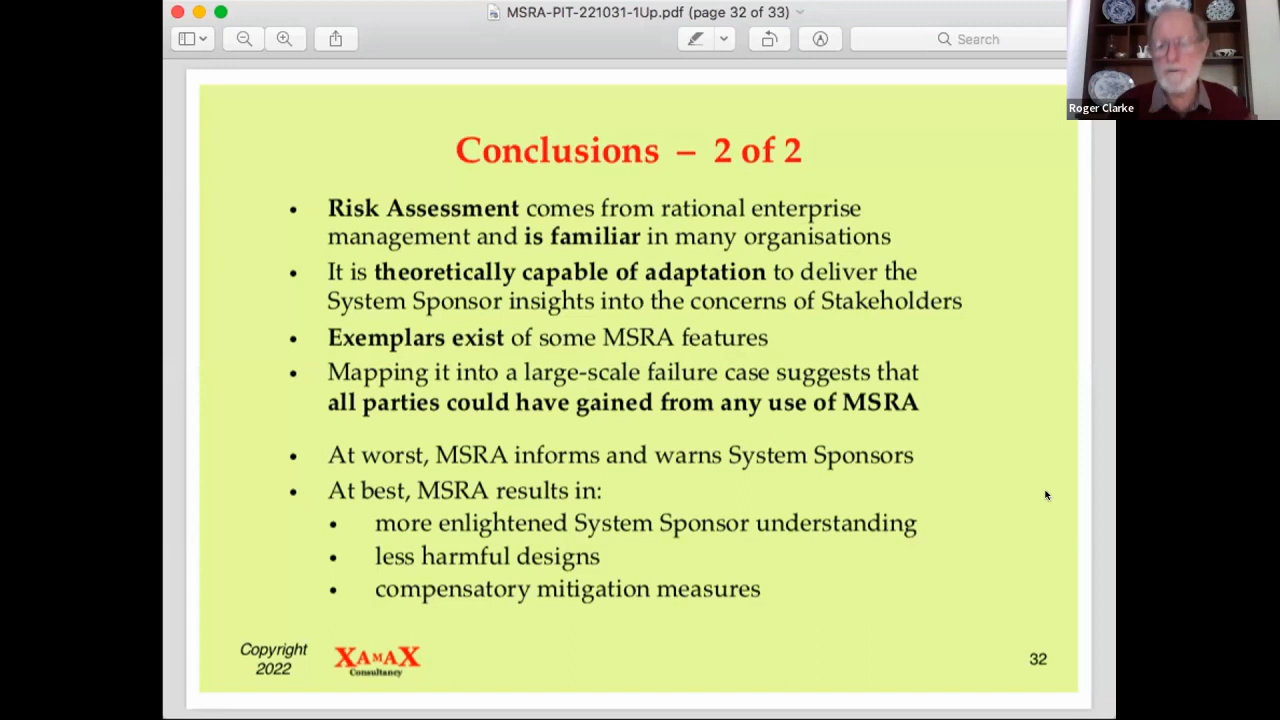 MSRA-PIT-221031-1Up.pdf (page 32 of 33)
Search
Roger Clarke
Conclusions – 2 of 2
• Risk Assessment comes from rational enterprise
management and is familiar in many organisations
• It is theoretically capable of adaptation to deliver the
System Sponsor insights into the concerns of Stakeholders
• Exemplars exist of some MSRA features
• Mapping it into a large-scale failure case suggests that
all parties could have gained from any use of MSRA
• At worst, MSRA informs and warns System Sponsors
• At best, MSRA results in:
• more enlightened System Sponsor understanding
• less harmful designs
• compensatory mitigation measures
Copyright
2022
XAMAX
Consultancy
32